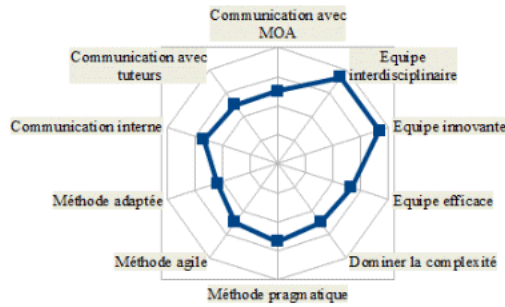 Communication avec
MOA
Equipe
interdisciplinaire
Equipe innovante
Equipe efficace
Dominer la complexité
Méthode pragmatique
Méthode agile
Méthode adaptée
Communication interne
Communication avec
tuteurs